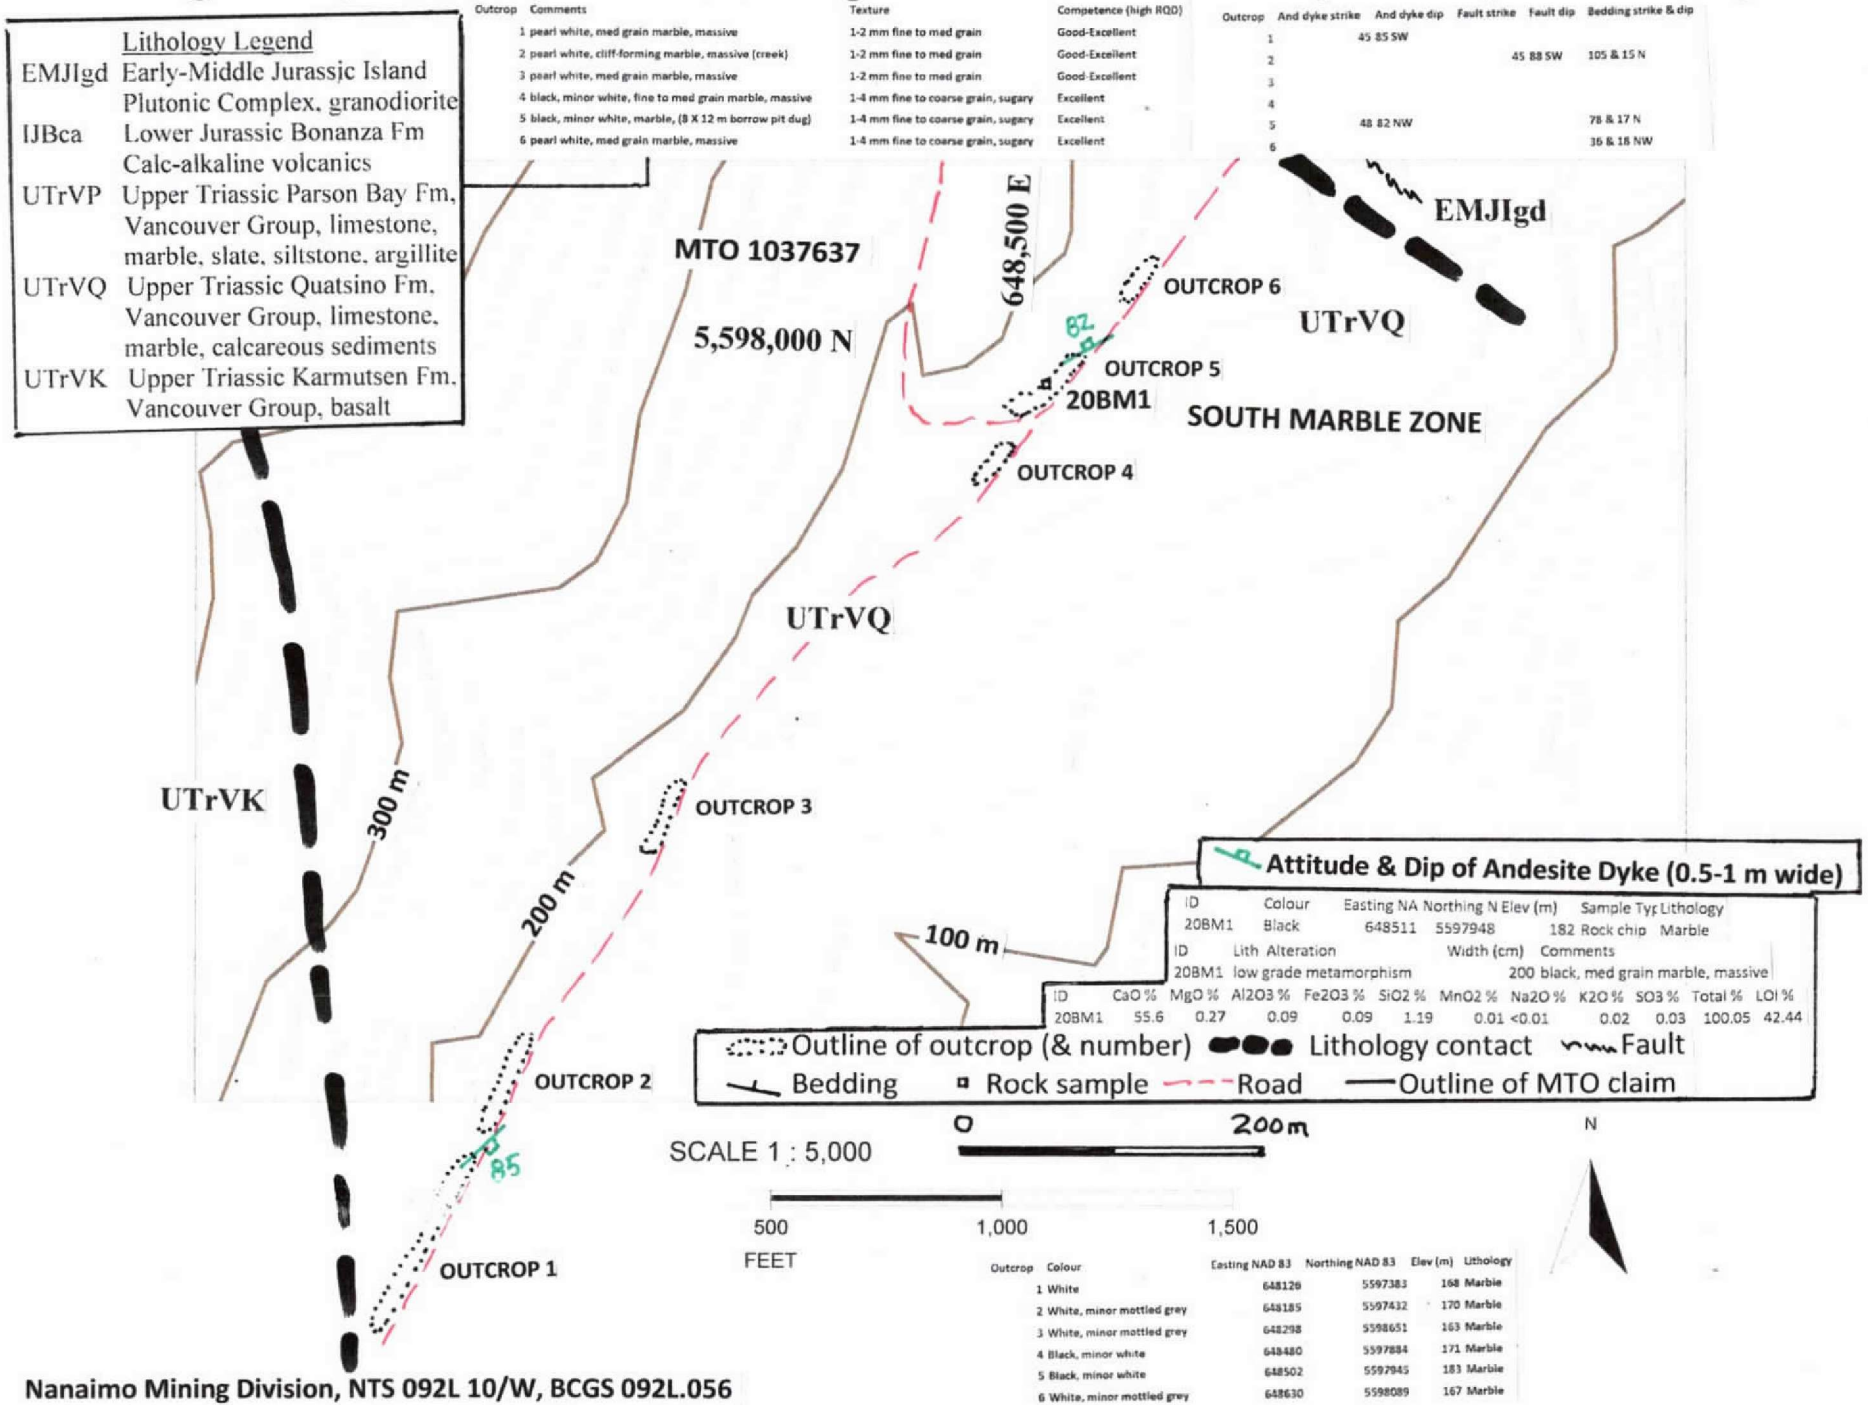 Lithology Legend
EMJIgd Early-Middle Jurassic Island
Plutonic Complex, granodiorite
IJBca Lower Jurassic Bonanza Fm
Calc-alkaline volcanics
UTrVP Upper Triassic Parson Bay Fm,
Vancouver Group, limestone,
marble, slate, siltstone, argillite
UTrVQ Upper Triassic Quatsino Fm,
Vancouver Group, limestone,
marble, calcareous sediments
UTrVK Upper Triassic Karmutsen Fm,
Vancouver Group, basalt
Outcrop Comments Texture Competence (high RQD)
1 pearl white, med grain marble, massive 1-2 mm fine to med grain Good-Excellent
2 pearl white, cliff-forming marble, massive (creek) 1-2 mm fine to med grain Good-Excellent
3 pearl white, med grain marble, massive 1-2 mm fine to med grain Good-Excellent
4 black, minor white, fine to med grain marble, massive 1-4 mm fine to coarse grain, sugary Excellent
5 black, minor white, marble, (8 X 12 m borrow pit dug) 1-4 mm fine to coarse grain, sugary Excellent
6 pearl white, med grain marble, massive 1-4 mm fine to coarse grain, sugary Excellent
Outcrop And dyke strike And dyke dip Fault strike Fault dip Bedding strike & dip
1 45 85 SW
2 45 88 SW 105 & 15 N
3
4
5 48 82 NW 78 & 17 N
6 36 & 18 NW
EMJIgd
MTO 1037637
648,500 E
OUTCROP 6
5,598,000 N
UTrVQ
82
OUTCROP 5
20BM1
SOUTH MARBLE ZONE
OUTCROP 4
UTrVQ
UTrVK
300 m
OUTCROP 3
200 m
100 m
Attitude & Dip of Andesite Dyke (0.5-1 m wide)
ID Colour Easting NA Northing N Elev (m) Sample Typ Lithology
20BM1 Black 648511 5597948 182 Rock chip Marble
ID Lith Alteration Width (cm) Comments
20BM1 low grade metamorphism 200 black, med grain marble, massive
ID CaO % MgO % Al2O3 % Fe2O3 % SiO2 % MnO2 % Na2O % K2O % SO3 % Total % LOI %
20BM1 55.6 0.27 0.09 0.09 1.19 0.01 <0.01 0.02 0.03 100.05 42.44
Outline of outcrop (& number) Lithology contact Fault
Bedding Rock sample Road Outline of MTO claim
OUTCROP 2
85
OUTCROP 1
SCALE 1 : 5,000
0 200m
N
500 1,000 1,500
FEET
Outcrop Colour Easting NAD 83 Northing NAD 83 Elev (m) Lithology
1 White 648126 5597383 168 Marble
2 White, minor mottled grey 648185 5597432 170 Marble
3 White, minor mottled grey 648298 5598651 163 Marble
4 Black, minor white 648480 5597884 171 Marble
5 Black, minor white 648502 5597945 183 Marble
6 White, minor mottled grey 648630 5598089 167 Marble
Nanaimo Mining Division, NTS 092L 10/W, BCGS 092L.056